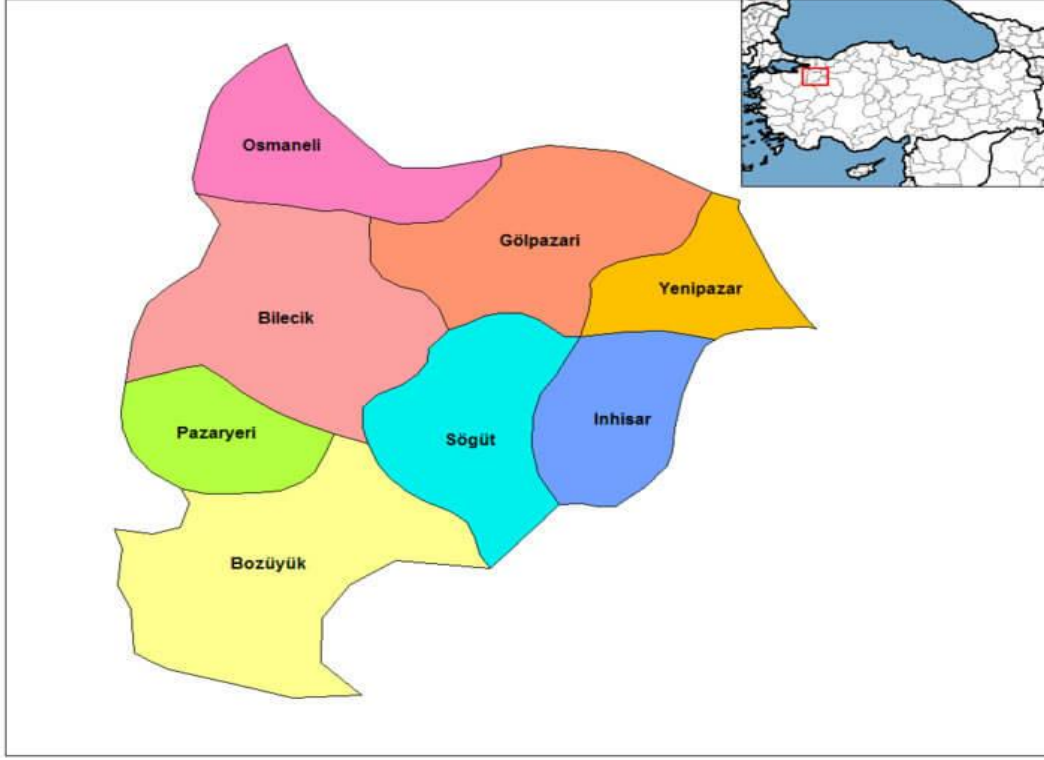 Osmaneli
Gölpazari
Yenipazar
Bilecik
Inhisar
Pazaryeri
Sögüt
Bozüyük